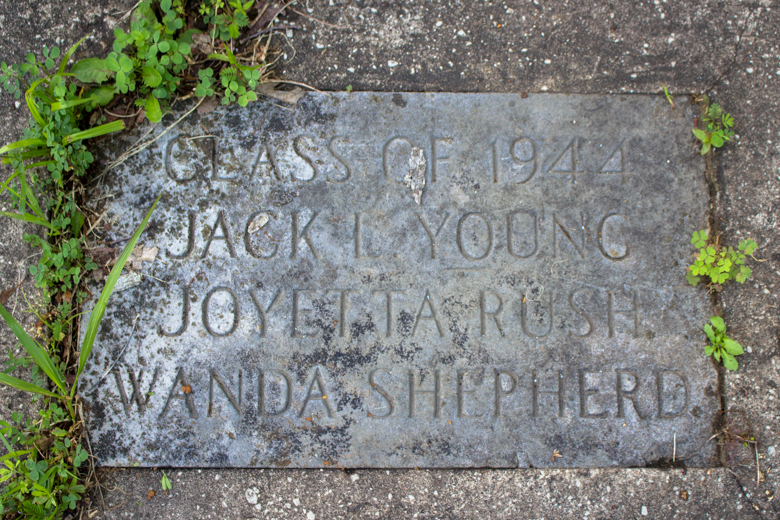 CLASS OF 1944
JACK L YOUNG
JOYETTA RUSH.
WANDA SHEPHERD.